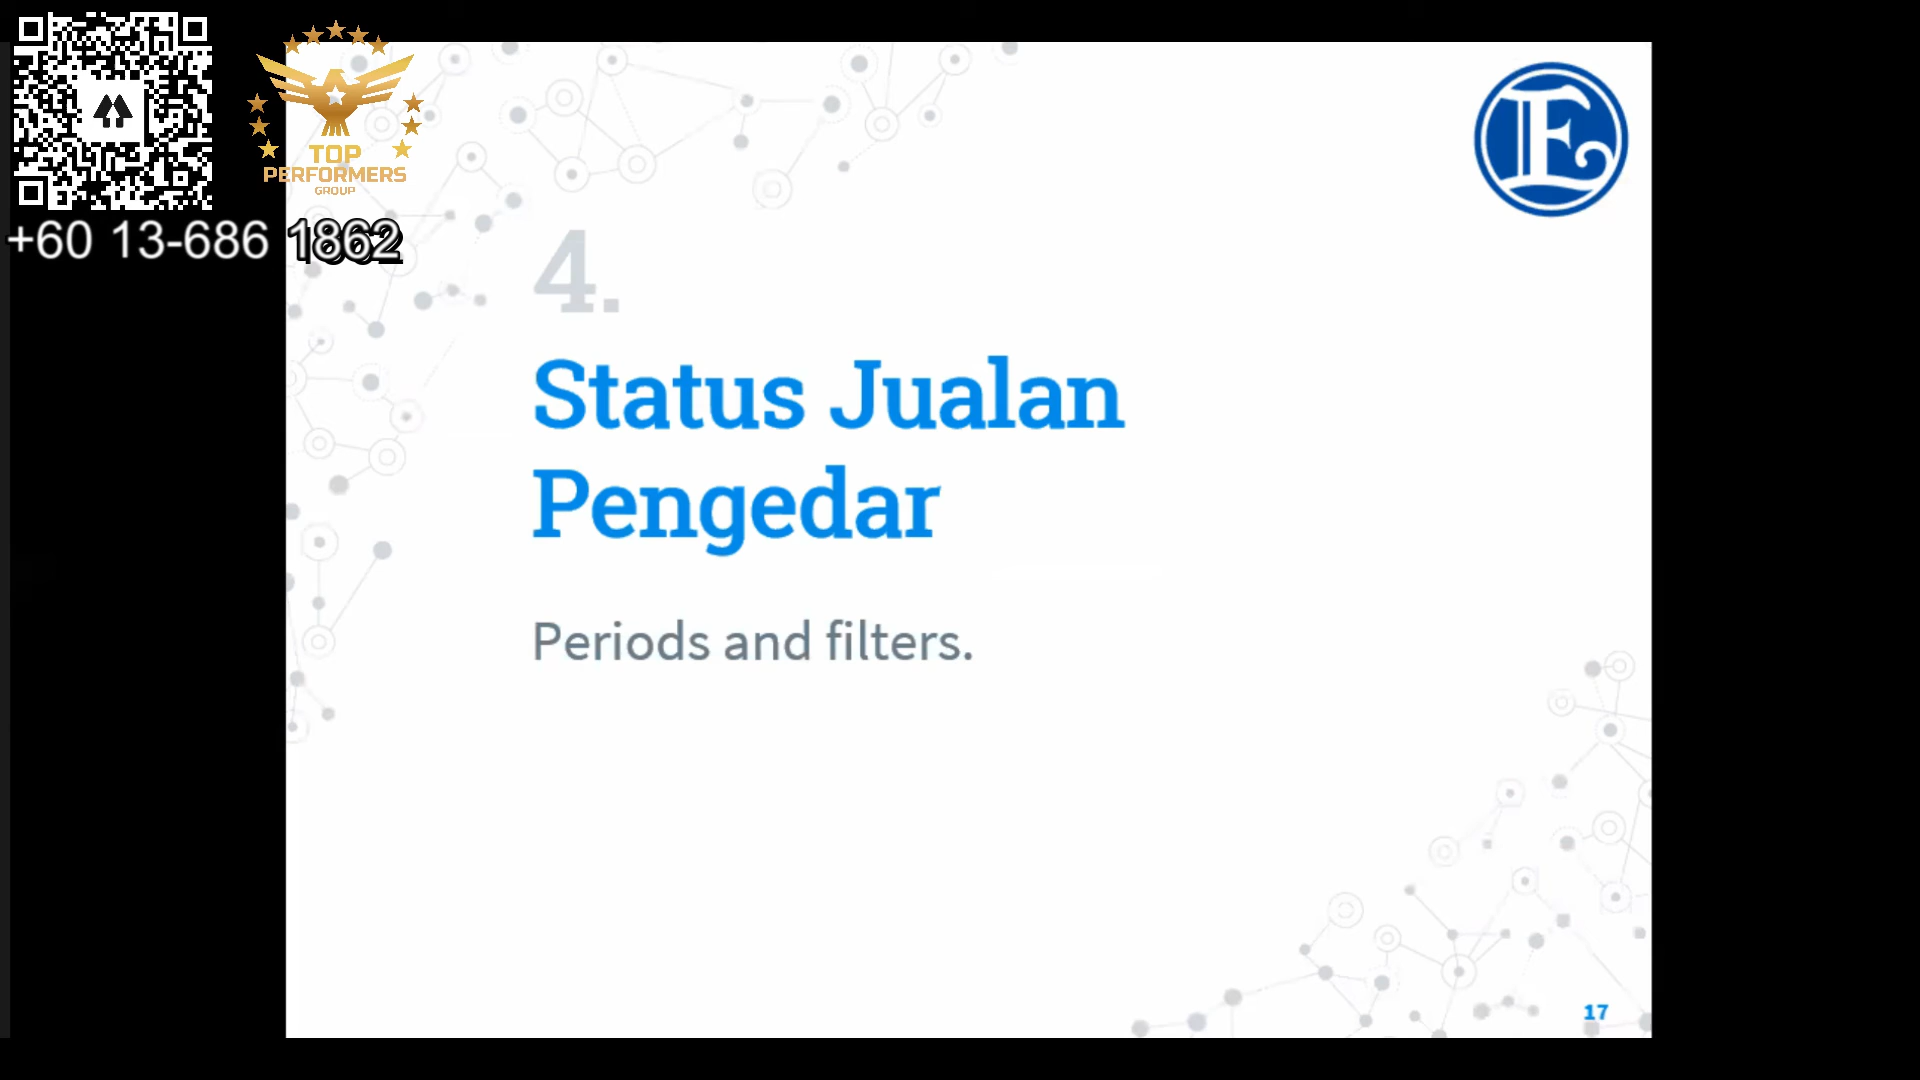 TOP
PERFORMERS
GROUP
+60 13-686 1862
E
4.
Status Jualan
Pengedar
Periods and filters.
17